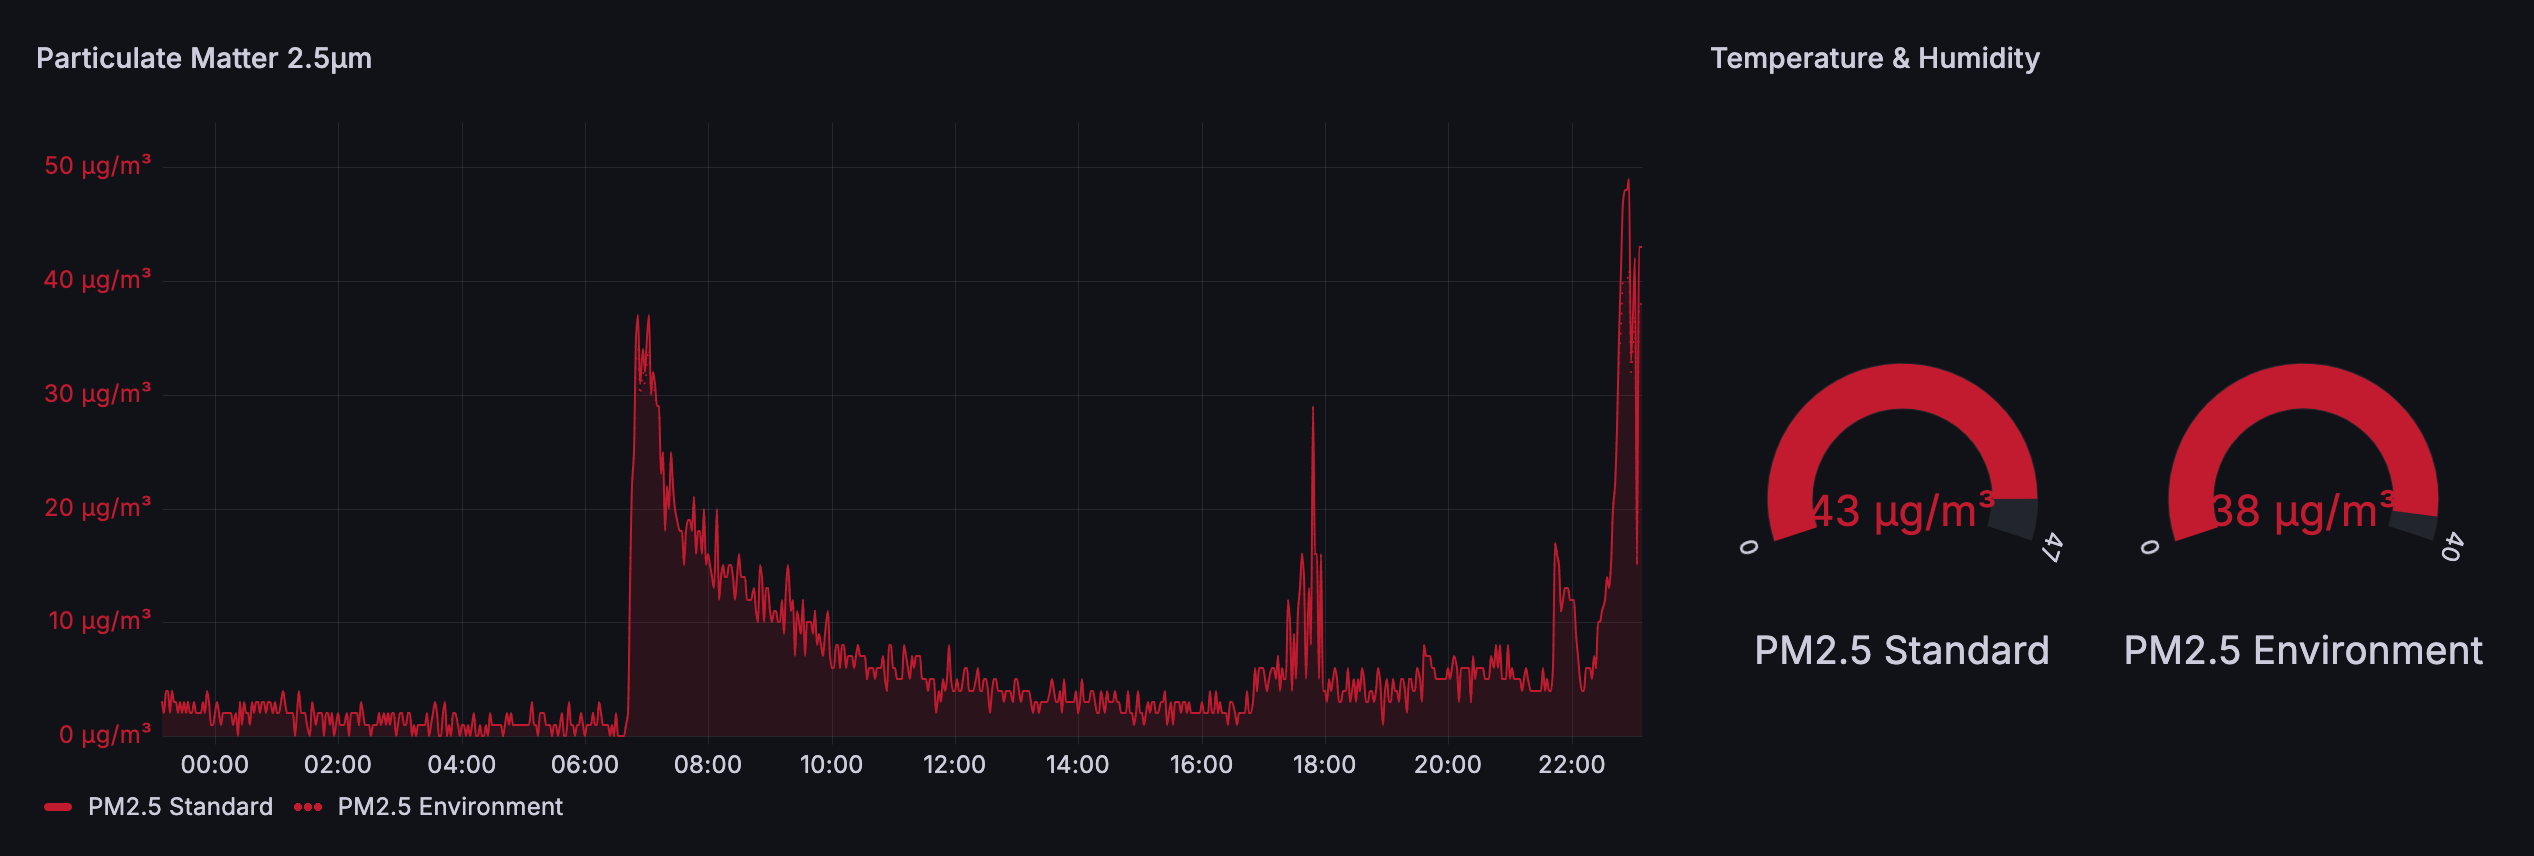 Particulate Matter 2.5μm
50 μg/m³
40 μg/m³
30 μg/m³
20 μg/m³
10 μg/m³
0 μg/m³
00:00 02:00 04:00 06:00 08:00 10:00 12:00 14:00 16:00 18:00 20:00 22:00
PM2.5 Standard PM2.5 Environment
Temperature & Humidity
43 μg/m³
0 47
PM2.5 Standard
38 μg/m³
0 40
PM2.5 Environment